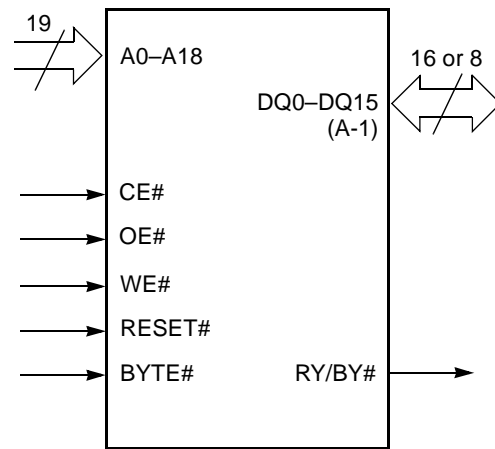 19
A0–A18
16 or 8
DQ0–DQ15
(A-1)
CE#
OE#
WE#
RESET#
BYTE#
RY/BY#